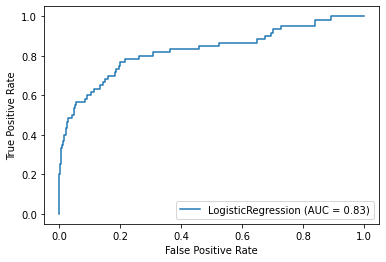 1.0
0.8
0.6
0.4
0.2
0.0
True Positive Rate
LogisticRegression (AUC = 0.83)
0.0 0.2 0.4 0.6 0.8 1.0
False Positive Rate